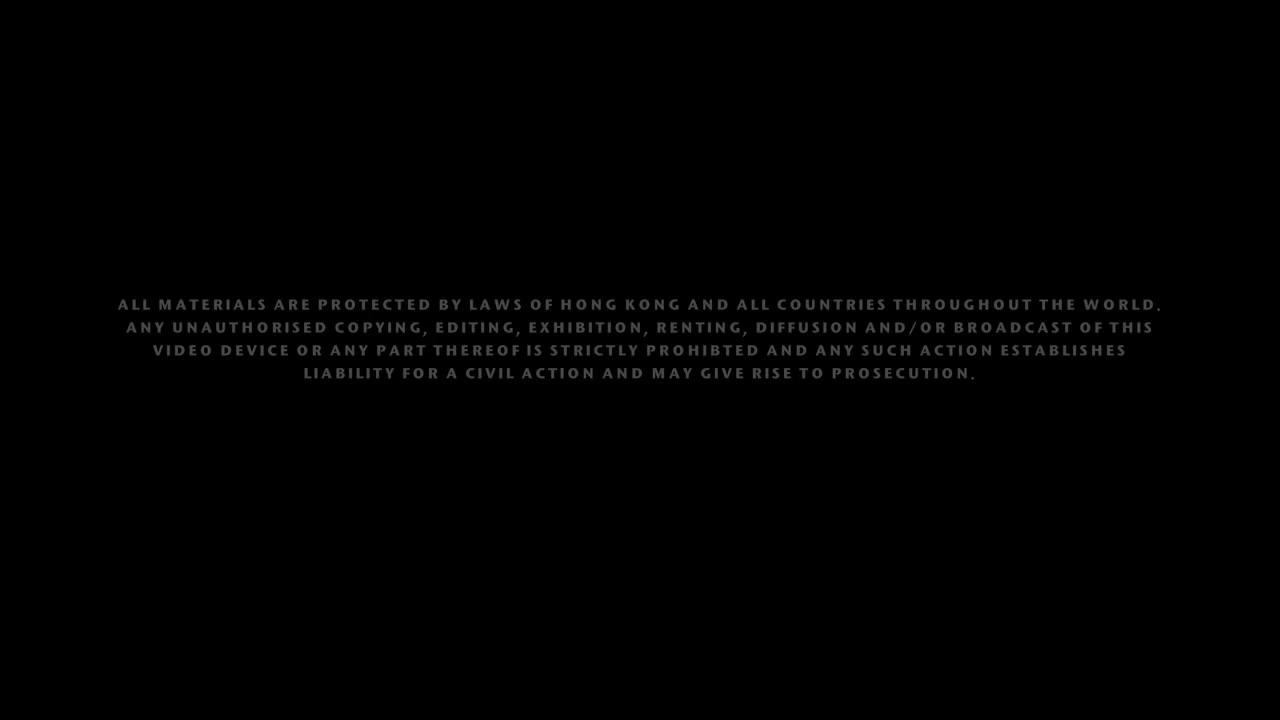 ALL MATERIALS ARE PROTECTED BY LAWS OF HONG KONG AND ALL COUNTRIES THROUGHOUT THE WORLD.
ANY UNAUTHORISED COPYING, EDITING, EXHIBITION, RENTING, DIFFUSION AND/OR BROADCAST OF THIS
VIDEO DEVICE OR ANY PART THEREOF IS STRICTLY PROHIBTED AND ANY SUCH ACTION ESTABLISHES
LIABILITY FOR A CIVIL ACTION AND MAY GIVE RISE TO PROSECUTION.